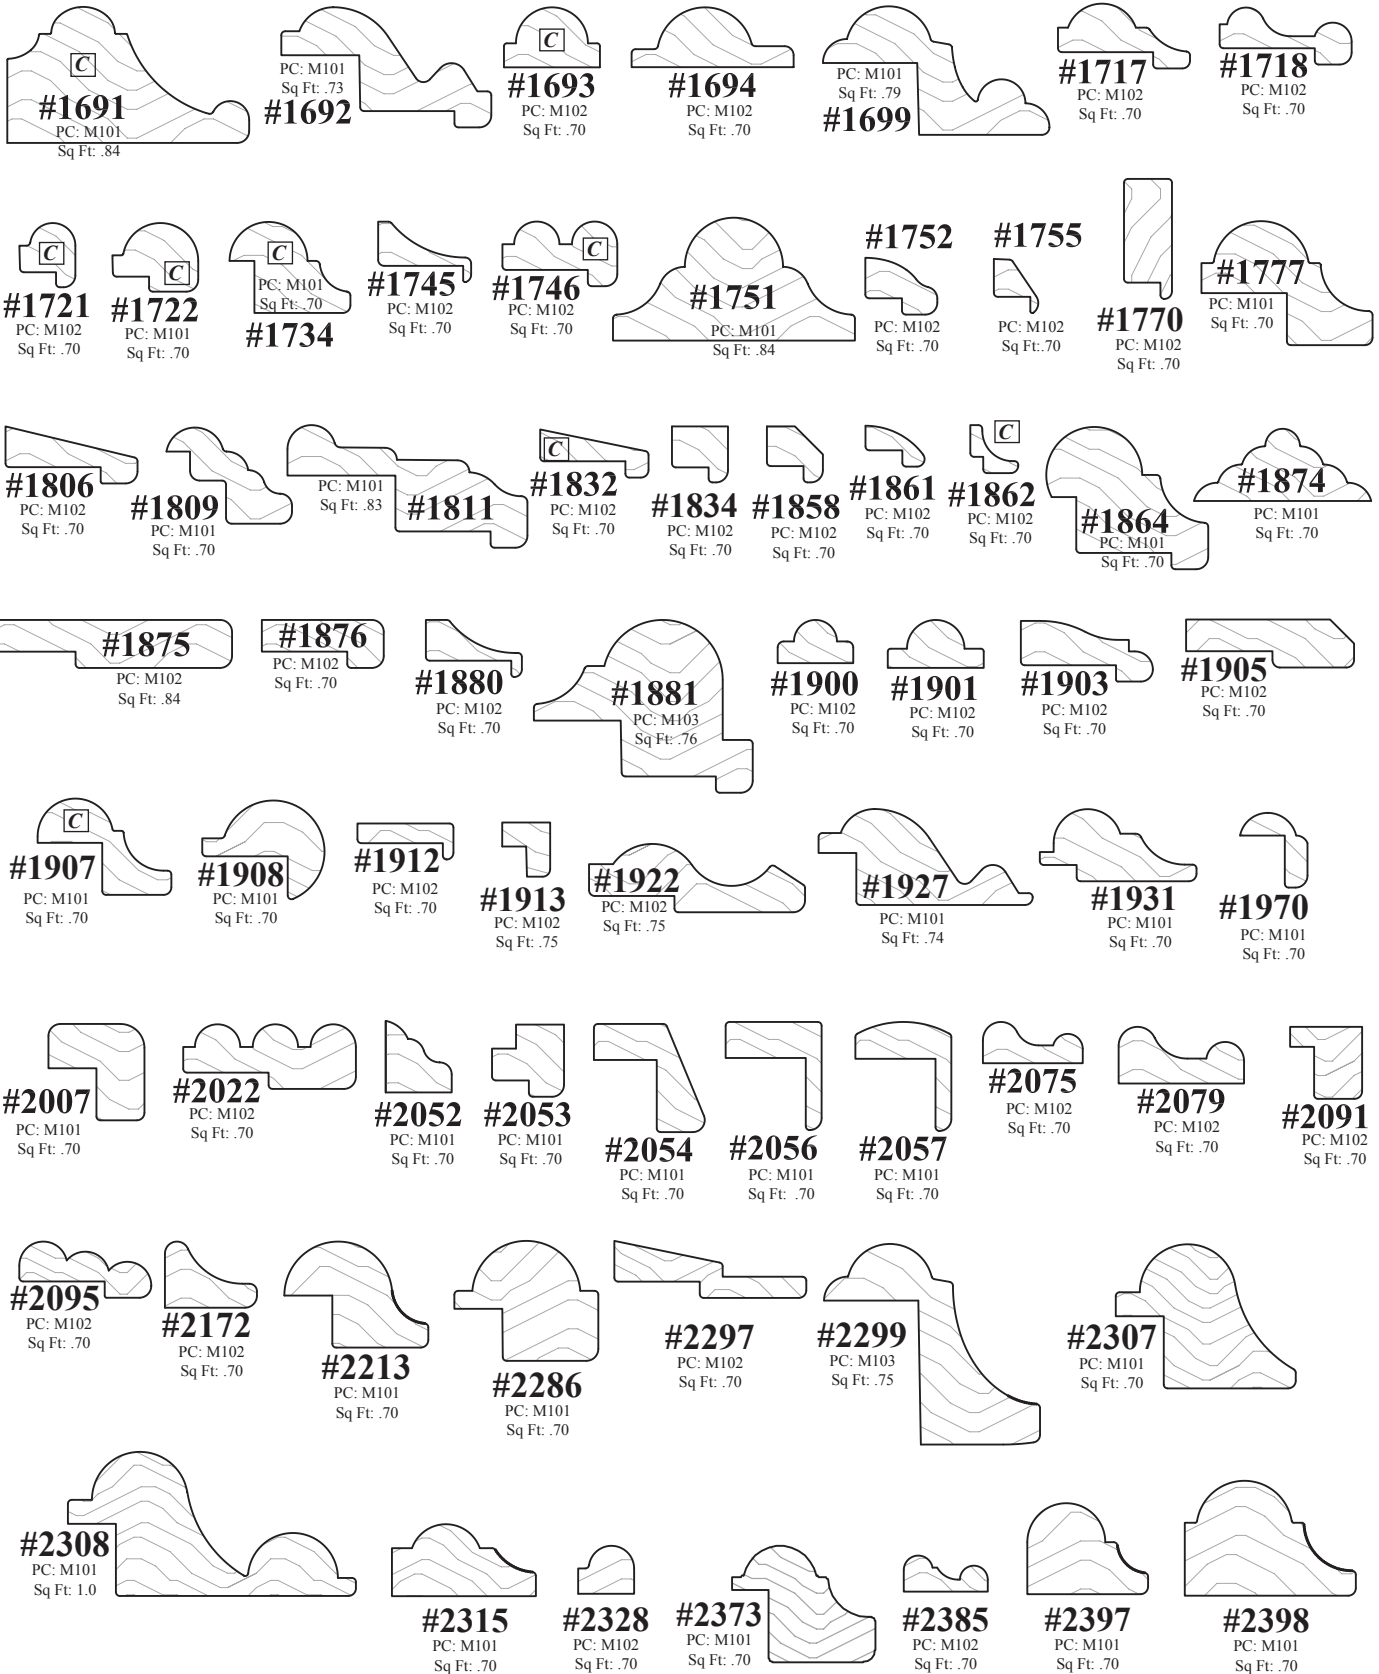 C
#1691
PC: M101
Sq Ft: .84
PC: M101
Sq Ft: .73
#1692
C
#1693
PC: M102
Sq Ft: .70
#1694
PC: M102
Sq Ft: .70
PC: M101
Sq Ft: .79
#1699
#1717
PC: M102
Sq Ft: .70
#1718
PC: M102
Sq Ft: .70
C
#1721
PC: M102
Sq Ft: .70
C
#1722
PC: M101
Sq Ft: .70
C
PC: M101
Sq Ft: .70
#1734
#1745
PC: M102
Sq Ft: .70
C
#1746
PC: M102
Sq Ft: .70
#1751
PC: M101
Sq Ft: .84
#1752
PC: M102
Sq Ft: .70
#1755
PC: M102
Sq Ft:.70
#1770
PC: M102
Sq Ft: .70
#1777
PC: M101
Sq Ft: .70
#1806
PC: M102
Sq Ft: .70
#1809
PC: M101
Sq Ft: .70
PC: M101
Sq Ft: .83
#1811
C
#1832
PC: M102
Sq Ft: .70
#1834
PC: M102
Sq Ft: .70
#1858
PC: M102
Sq Ft: .70
#1861
PC: M102
Sq Ft: .70
C
#1862
PC: M102
Sq Ft: .70
#1864
PC: M101
Sq Ft: .70
#1874
PC: M101
Sq Ft: .70
#1875
PC: M102
Sq Ft: .84
#1876
PC: M102
Sq Ft: .70
#1880
PC: M102
Sq Ft: .70
#1881
PC: M103
Sq Ft: .76
#1900
PC: M102
Sq Ft: .70
#1901
PC: M102
Sq Ft: .70
#1903
PC: M102
Sq Ft: .70
#1905
PC: M102
Sq Ft: .70
C
#1907
PC: M101
Sq Ft: .70
#1908
PC: M101
Sq Ft: .70
#1912
PC: M102
Sq Ft: .70
#1913
PC: M102
Sq Ft: .75
#1922
PC: M102
Sq Ft: .75
#1927
PC: M101
Sq Ft: .74
#1931
PC: M101
Sq Ft: .70
#1970
PC: M101
Sq Ft: .70
#2007
PC: M101
Sq Ft: .70
#2022
PC: M102
Sq Ft: .70
#2052
PC: M101
Sq Ft: .70
#2053
PC: M101
Sq Ft: .70
#2054
PC: M101
Sq Ft: .70
#2056
PC: M101
Sq Ft: .70
#2057
PC: M101
Sq Ft: .70
#2075
PC: M102
Sq Ft: .70
#2079
PC: M102
Sq Ft: .70
#2091
PC: M102
Sq Ft: .70
#2095
PC: M102
Sq Ft: .70
#2172
PC: M102
Sq Ft: .70
#2213
PC: M101
Sq Ft: .70
#2286
PC: M101
Sq Ft: .70
#2297
PC: M102
Sq Ft: .70
#2299
PC: M103
Sq Ft: .75
#2307
PC: M101
Sq Ft: .70
#2308
PC: M101
Sq Ft: 1.0
#2315
PC: M101
Sq Ft: .70
#2328
PC: M102
Sq Ft: .70
#2373
PC: M101
Sq Ft: .70
#2385
PC: M102
Sq Ft: .70
#2397
PC: M101
Sq Ft: .70
#2398
PC: M101
Sq Ft: .70